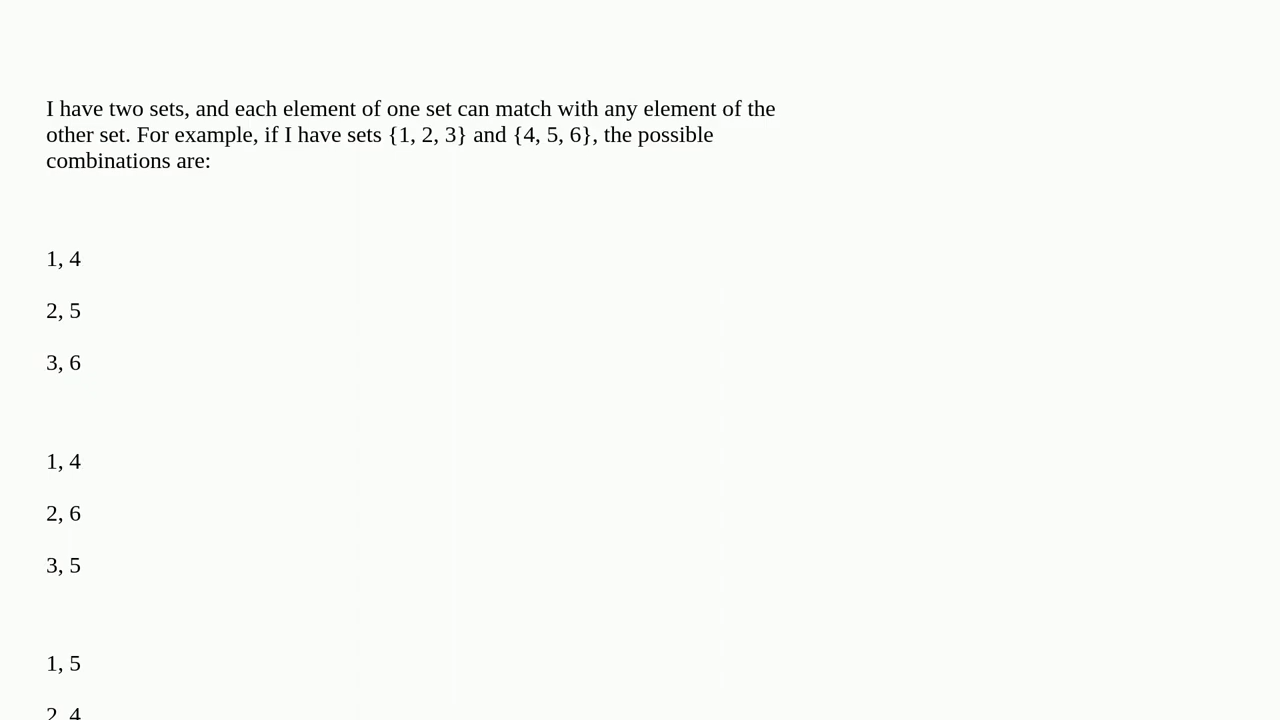 I have two sets, and each element of one set can match with any element of the
other set. For example, if I have sets {1, 2, 3} and {4, 5, 6}, the possible
combinations are:
1, 4
2, 5
3, 6
1, 4
2, 6
3, 5
1, 5
2, 4